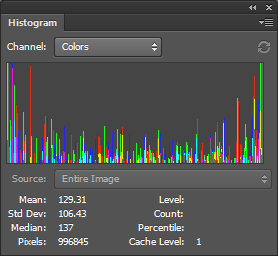 Histogram
Channel: Colors
Source: Entire Image
Mean: 129.31 Level:
Std Dev: 106.43 Count:
Median: 137 Percentile:
Pixels: 996845 Cache Level: 1